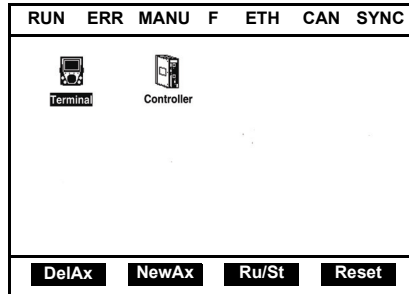 RUN ERR MANU F ETH CAN SYNC
Terminal Controller
DelAx NewAx Ru/St Reset